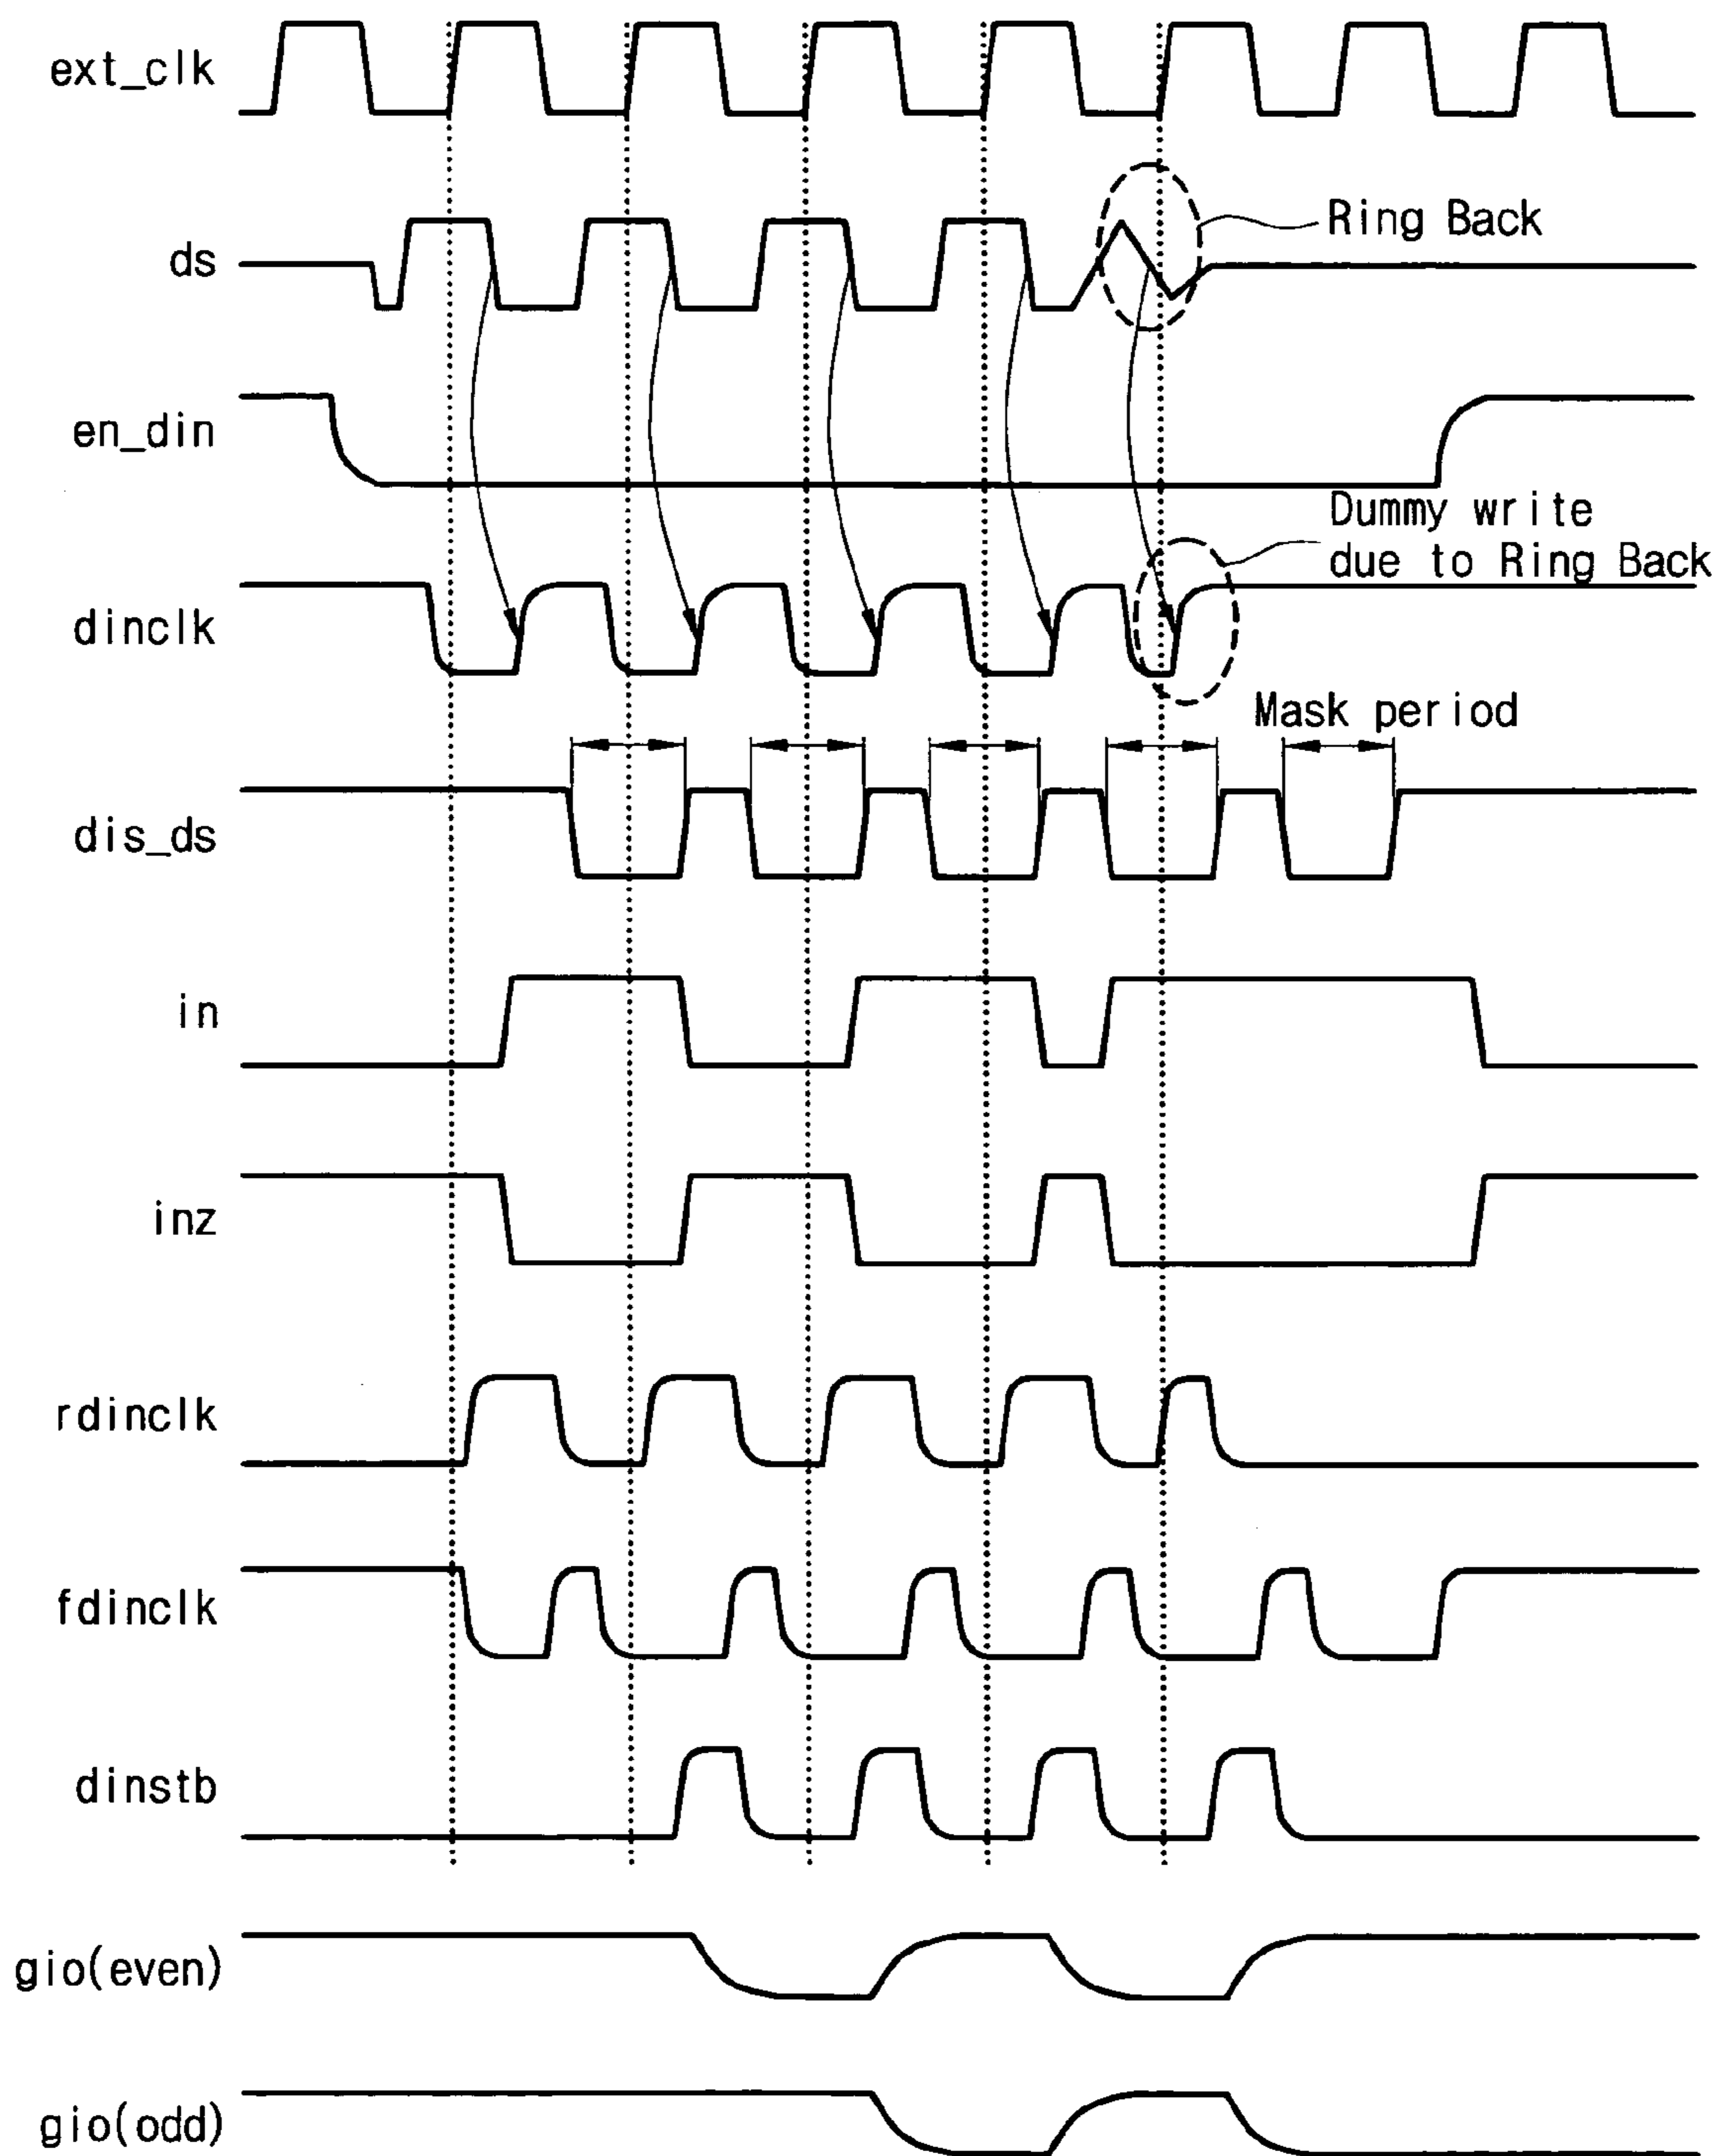 ext_clk
ds
Ring Back
en_din
Dummy write
due to Ring Back
dinclk
Mask period
dis_ds
in
inz
rdinclk
fdinclk
dinstb
gio(even)
gio(odd)